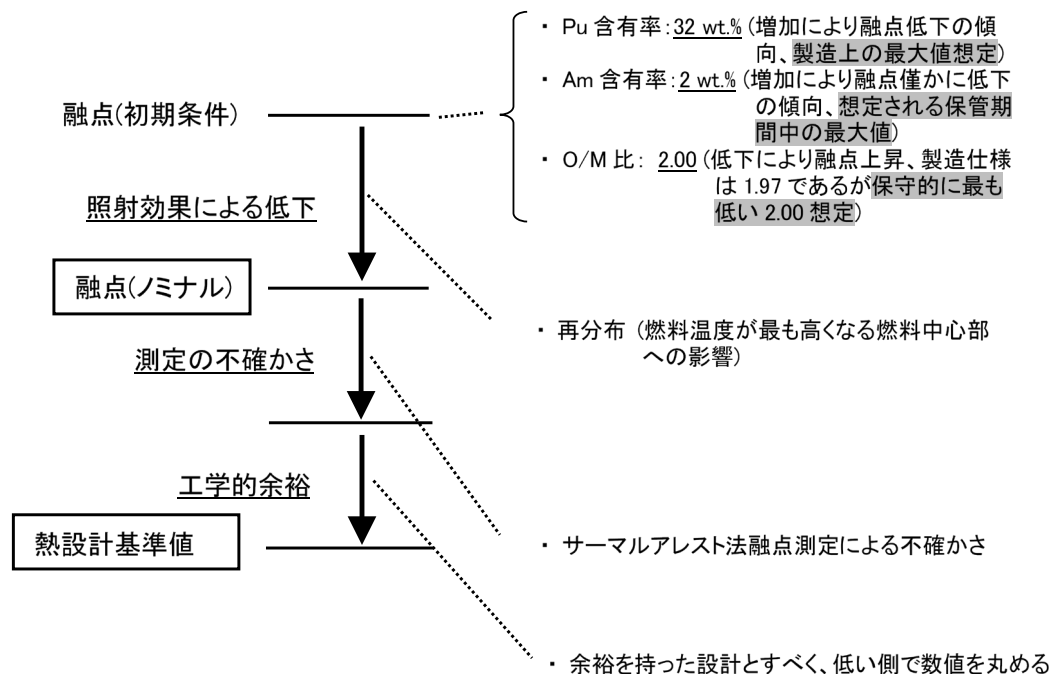 ・ Pu 含有率：32 wt.% (増加により融点低下の傾
向、製造上の最大値想定)
・ Am 含有率：2 wt.% (増加により融点僅かに低下
の傾向、想定される保管期
間中の最大値)
・ O/M 比： 2.00 (低下により融点上昇、製造仕様
は 1.97 であるが保守的に最も
低い 2.00 想定)
融点(初期条件)
照射効果による低下
融点(ノミナル)
・ 再分布 (燃料温度が最も高くなる燃料中心部
への影響)
測定の不確かさ
工学的余裕
熱設計基準値
・ サーマルアレスト法融点測定による不確かさ
・ 余裕を持った設計とすべく、低い側で数値を丸める